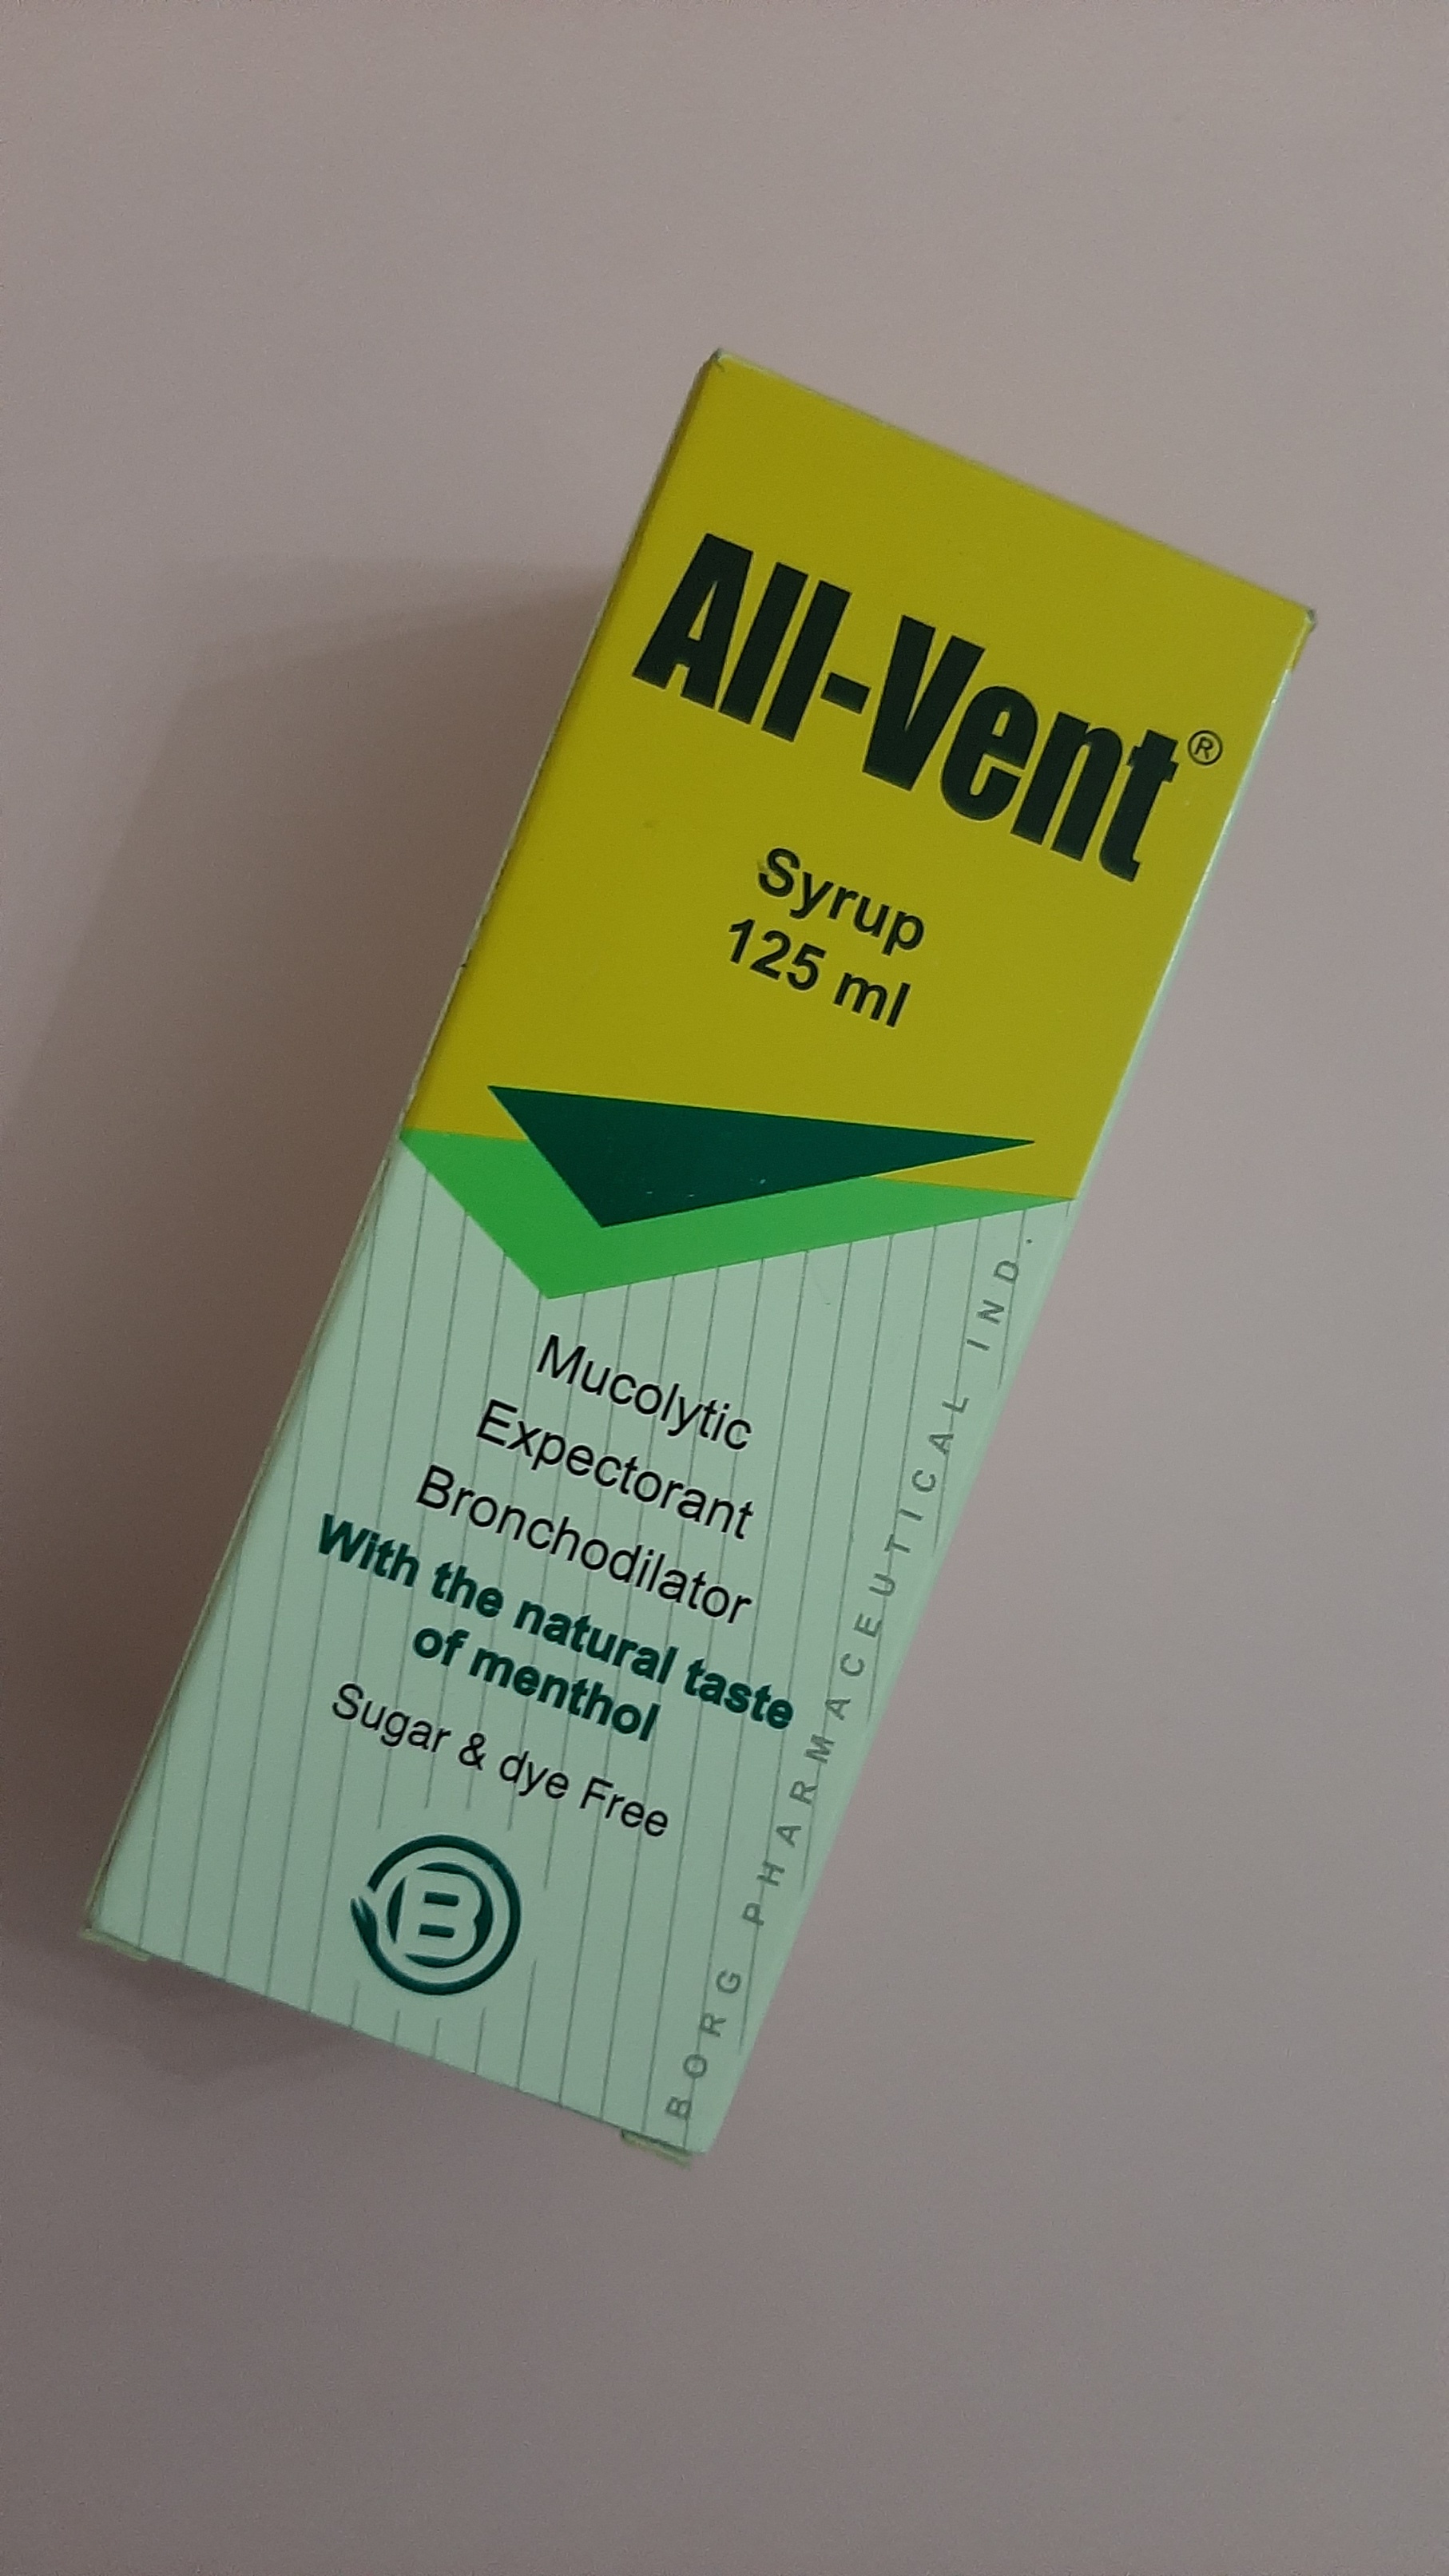 All-Vent®
Syrup
125 ml
Mucolytic
Expectorant
Bronchodilator
With the natural taste
of menthol
Sugar & dye Free
B
BORG PHARMACEUTICAL IND.